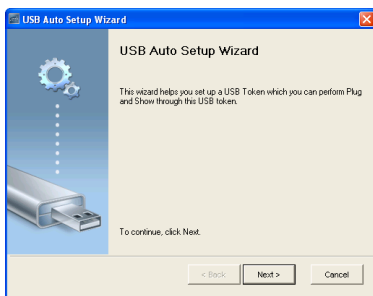 USB Auto Setup Wizard
USB Auto Setup Wizard
This wizard helps you set up a USB Token which you can perform Plug
and Show through this USB token.
To continue, click Next.
< Back
Next >
Cancel